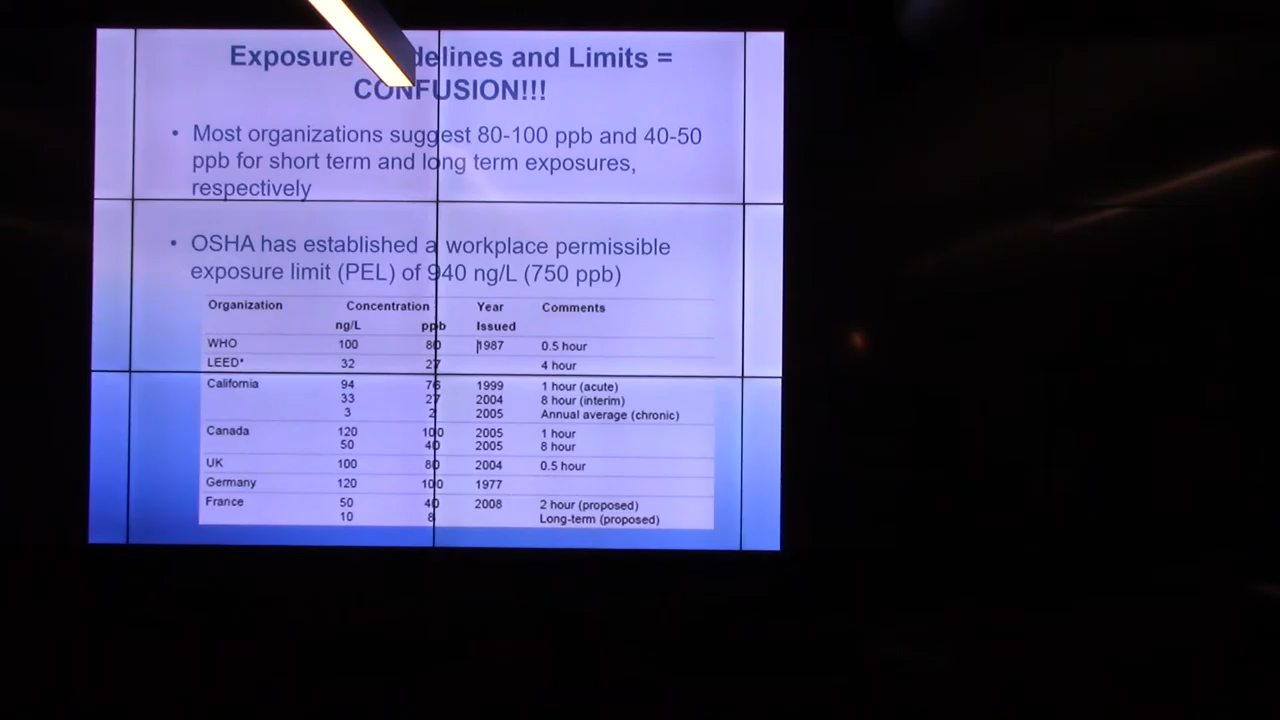 Exposure delines and Limits =
CONFUSION!!!
• Most organizations suggest 80-100 ppb and 40-50
ppb for short term and long term exposures,
respectively
• OSHA has established a workplace permissible
exposure limit (PEL) of 940 ng/L (750 ppb)
Organization Concentration Year Comments
ng/L ppb Issued
WHO 100 80 1987 0.5 hour
LEED* 32 27 4 hour
California 94 76 1999 1 hour (acute)
33 27 2004 8 hour (interim)
3 2 2005 Annual average (chronic)
Canada 120 100 2005 1 hour
50 40 2005 8 hour
UK 100 80 2004 0.5 hour
Germany 120 100 1977
France 50 40 2008 2 hour (proposed)
10 8 Long-term (proposed)